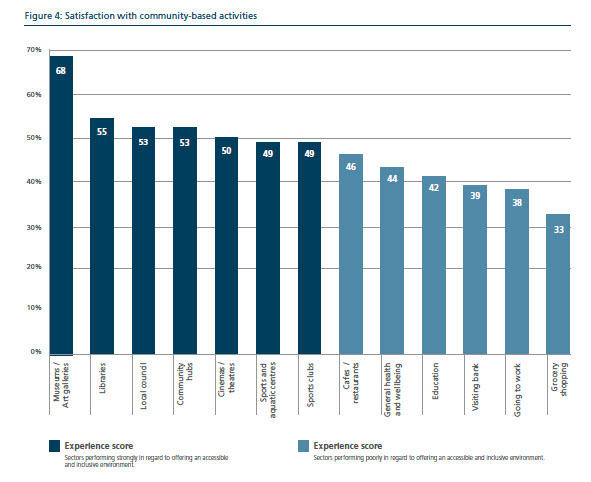 Figure 4: Satisfaction with community-based activities
70%
60%
50%
40%
30%
20%
10%
0%
68
55
53
53
50
49
49
46
44
42
39
38
33
Museums /
Art galleries
Libraries
Local council
Community
hubs
Cinemas /
theatres
Sports and
aquatic centres
Sports clubs
Cafes /
restaurants
General health
and wellbeing
Education
Visiting bank
Going to work
Grocery
shopping
Experience score
Sectors performing strongly in regard to offering an accessible
and inclusive environment.
Experience score
Sectors performing poorly in regard to offering an accessible and inclusive environment.